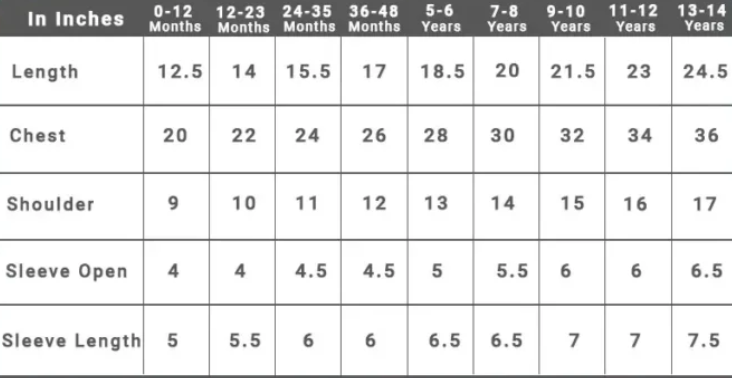 In Inches 0-12 Months 12-23 Months 24-35 Months 36-48 Months 5-6 Years 7-8 Years 9-10 Years 11-12 Years 13-14 Years
Length 12.5 14 15.5 17 18.5 20 21.5 23 24.5
Chest 20 22 24 26 28 30 32 34 36
Shoulder 9 10 11 12 13 14 15 16 17
Sleeve Open 4 4 4.5 4.5 5 5.5 6 6 6.5
Sleeve Length 5 5.5 6 6 6.5 6.5 7 7 7.5